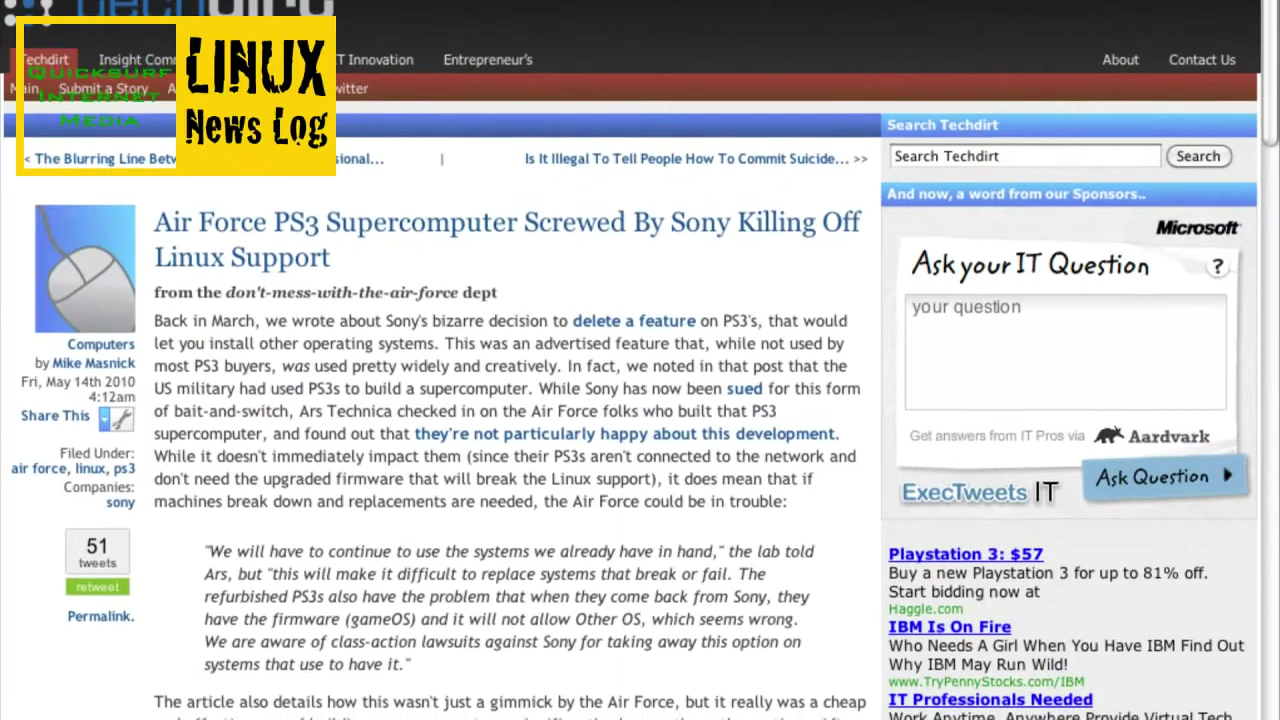 techdirt
Techdirt Insight Com IT Innovation Entrepreneur's About Contact Us
Main Submit a Story A witter
QuickSurf
Internet
Media
LINUX
News Log
Search Techdirt
< The Blurring Line Betw sional... | Is It Illegal To Tell People How To Commit Suicide... >>
Search Techdirt Search
And now, a word from our Sponsors..
Air Force PS3 Supercomputer Screwed By Sony Killing Off
Linux Support
from the don't-mess-with-the-air-force dept
Computers
by Mike Masnick
Fri, May 14th 2010
4:12am
Share This
Filed Under:
air force, linux, ps3
Companies:
sony
51
tweets
retweet
Permalink.
Back in March, we wrote about Sony's bizarre decision to delete a feature on PS3's, that would
let you install other operating systems. This was an advertised feature that, while not used by
most PS3 buyers, was used pretty widely and creatively. In fact, we noted in that post that the
US military had used PS3s to build a supercomputer. While Sony has now been sued for this form
of bait-and-switch, Ars Technica checked in on the Air Force folks who built that PS3
supercomputer, and found out that they're not particularly happy about this development.
While it doesn't immediately impact them (since their PS3s aren't connected to the network and
don't need the upgraded firmware that will break the Linux support), it does mean that if
machines break down and replacements are needed, the Air Force could be in trouble:
"We will have to continue to use the systems we already have in hand," the lab told
Ars, but "this will make it difficult to replace systems that break or fail. The
refurbished PS3s also have the problem that when they come back from Sony, they
have the firmware (gameOS) and it will not allow Other OS, which seems wrong.
We are aware of class-action lawsuits against Sony for taking away this option on
systems that use to have it."
The article also details how this wasn't just a gimmick by the Air Force, but it really was a cheap
Microsoft
Ask your IT Question ?
your question
Get answers from IT Pros via Aardvark
ExecTweets IT Ask Question
Playstation 3: $57
Buy a new Playstation 3 for up to 81% off.
Start bidding now at
Haggle.com
IBM Is On Fire
Who Needs A Girl When You Have IBM Find Out
Why IBM May Run Wild!
www.TryPennyStocks.com/IBM
IT Professionals Needed
Work Anytime, Anywhere Provide Virtual Tech